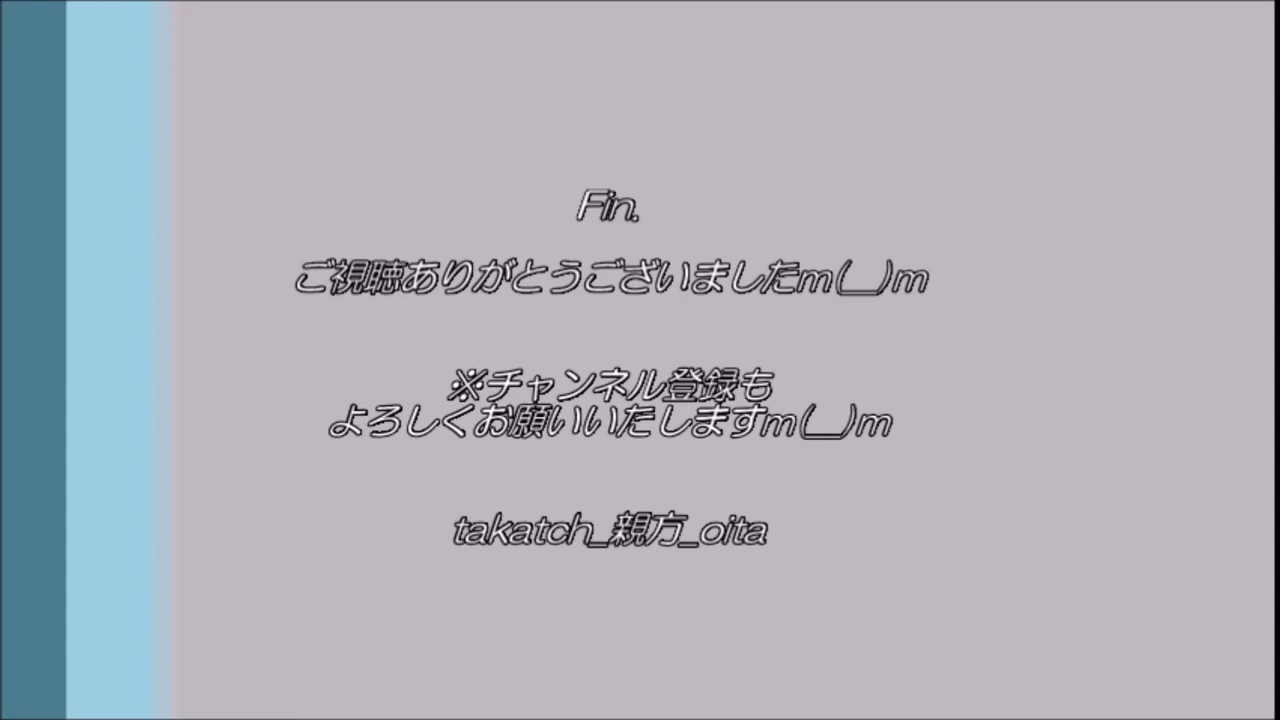 Fin.
ご視聴ありがとうございましたm(__)m
※チャンネル登録も
よろしくお願いいたしますm(__)m
takatch_親方_oita